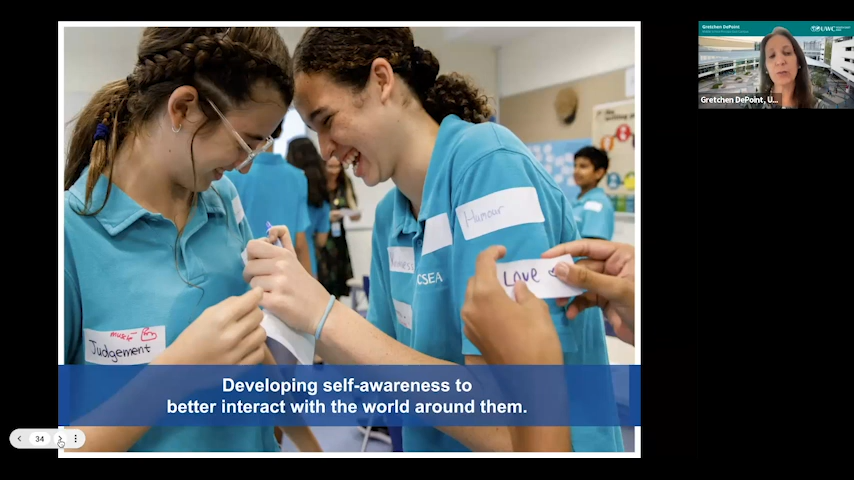 Gretchen DePoint
UWC
Gretchen DePoint, U...
Humour
CSEA
Love
Judgement
Developing self-awareness to
better interact with the world around them.
34